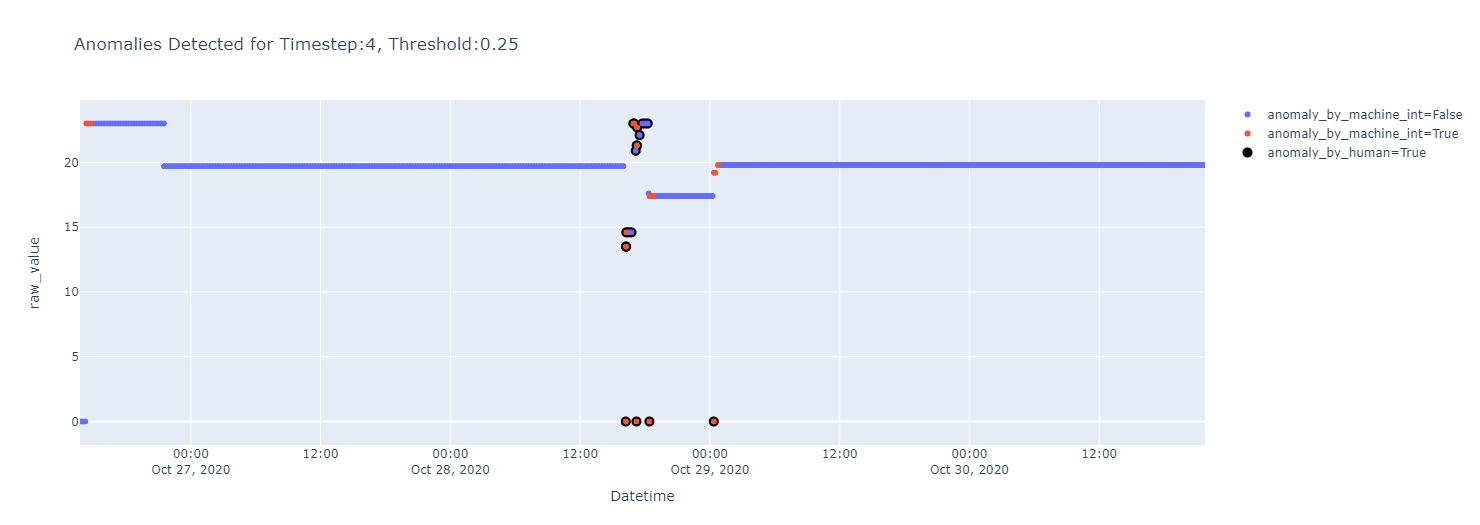 Anomalies Detected for Timestep:4, Threshold:0.25
anomaly_by_machine_int=False
anomaly_by_machine_int=True
anomaly_by_human=True
raw_value
20
15
10
5
0
00:00
Oct 27, 2020
12:00
00:00
Oct 28, 2020
12:00
00:00
Oct 29, 2020
12:00
00:00
Oct 30, 2020
12:00
Datetime